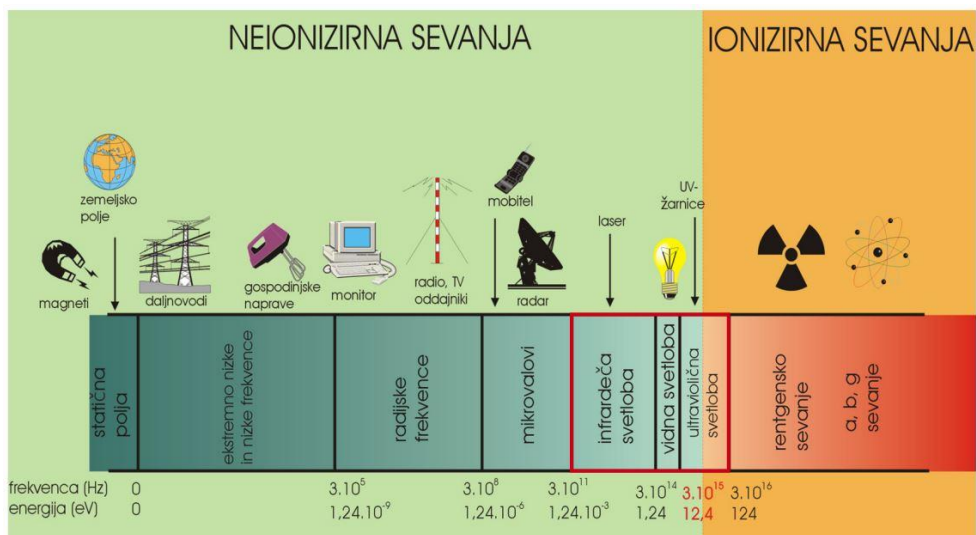 NEIONIZIRNA SEVANJA
IONIZIRNA SEVANJA
zemeljsko
polje
magneti
daljnovodi
gospodinjske
naprave
monitor
radio, TV
oddajniki
mobitel
radar
laser
UV-
žarnice
statična
polja
ekstremno nizke
in nizke frekvence
radijske
frekvence
mikrovalovi
infrardeča
svetloba
vidna svetloba
ultraviolična
svetloba
rentgensko
sevanje
a, b, g
sevanje
frekvenca (Hz) 0 3.10⁵ 3.10⁸ 3.10¹¹ 3.10¹⁴ 3.10¹⁵ 3.10¹⁶
energija (eV) 0 1,24.10⁻⁹ 1,24.10⁻⁶ 1,24.10⁻³ 1,24 12,4 124